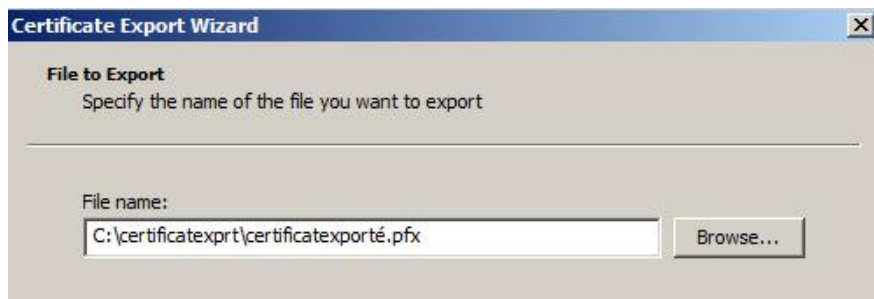 Certificate Export Wizard
File to Export
Specify the name of the file you want to export
File name:
C:\certificatexprt\certificatexporté.pfx
Browse...